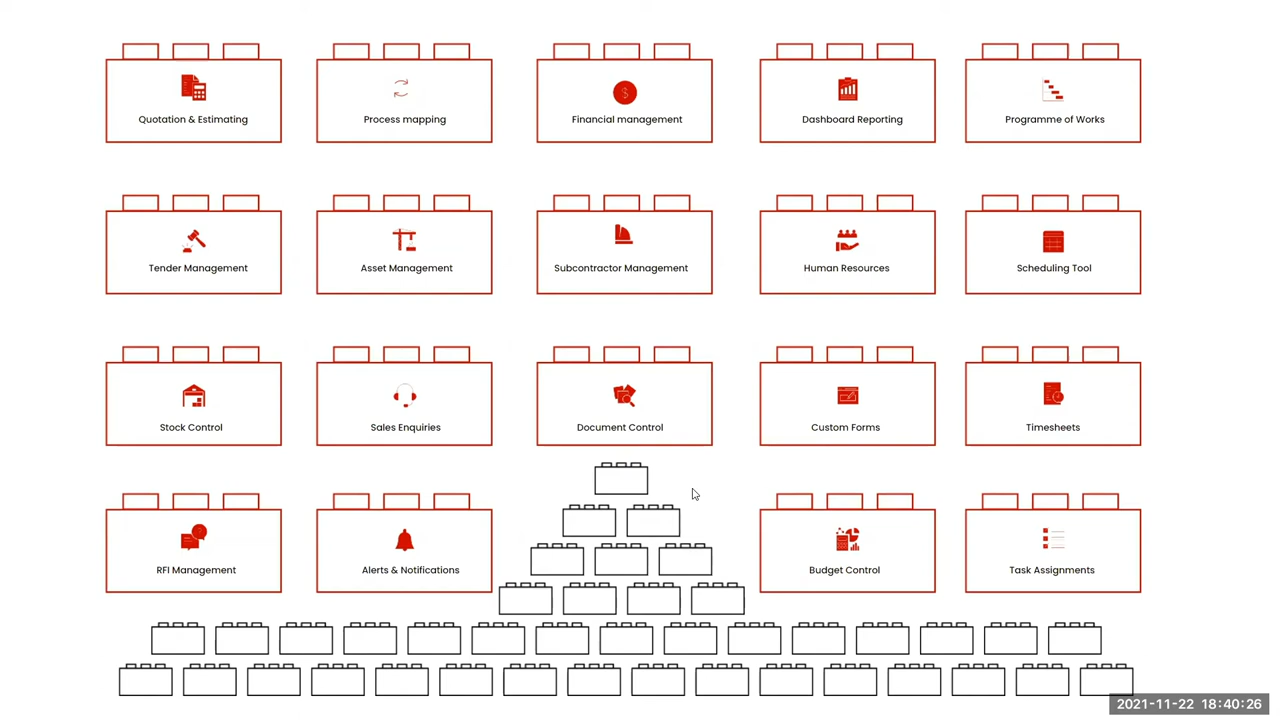 Quotation & Estimating
Process mapping
Financial management
Dashboard Reporting
Programme of Works
Tender Management
Asset Management
Subcontractor Management
Human Resources
Scheduling Tool
Stock Control
Sales Enquiries
Document Control
Custom Forms
Timesheets
RFI Management
Alerts & Notifications
Budget Control
Task Assignments
2021-11-22 18:40:26